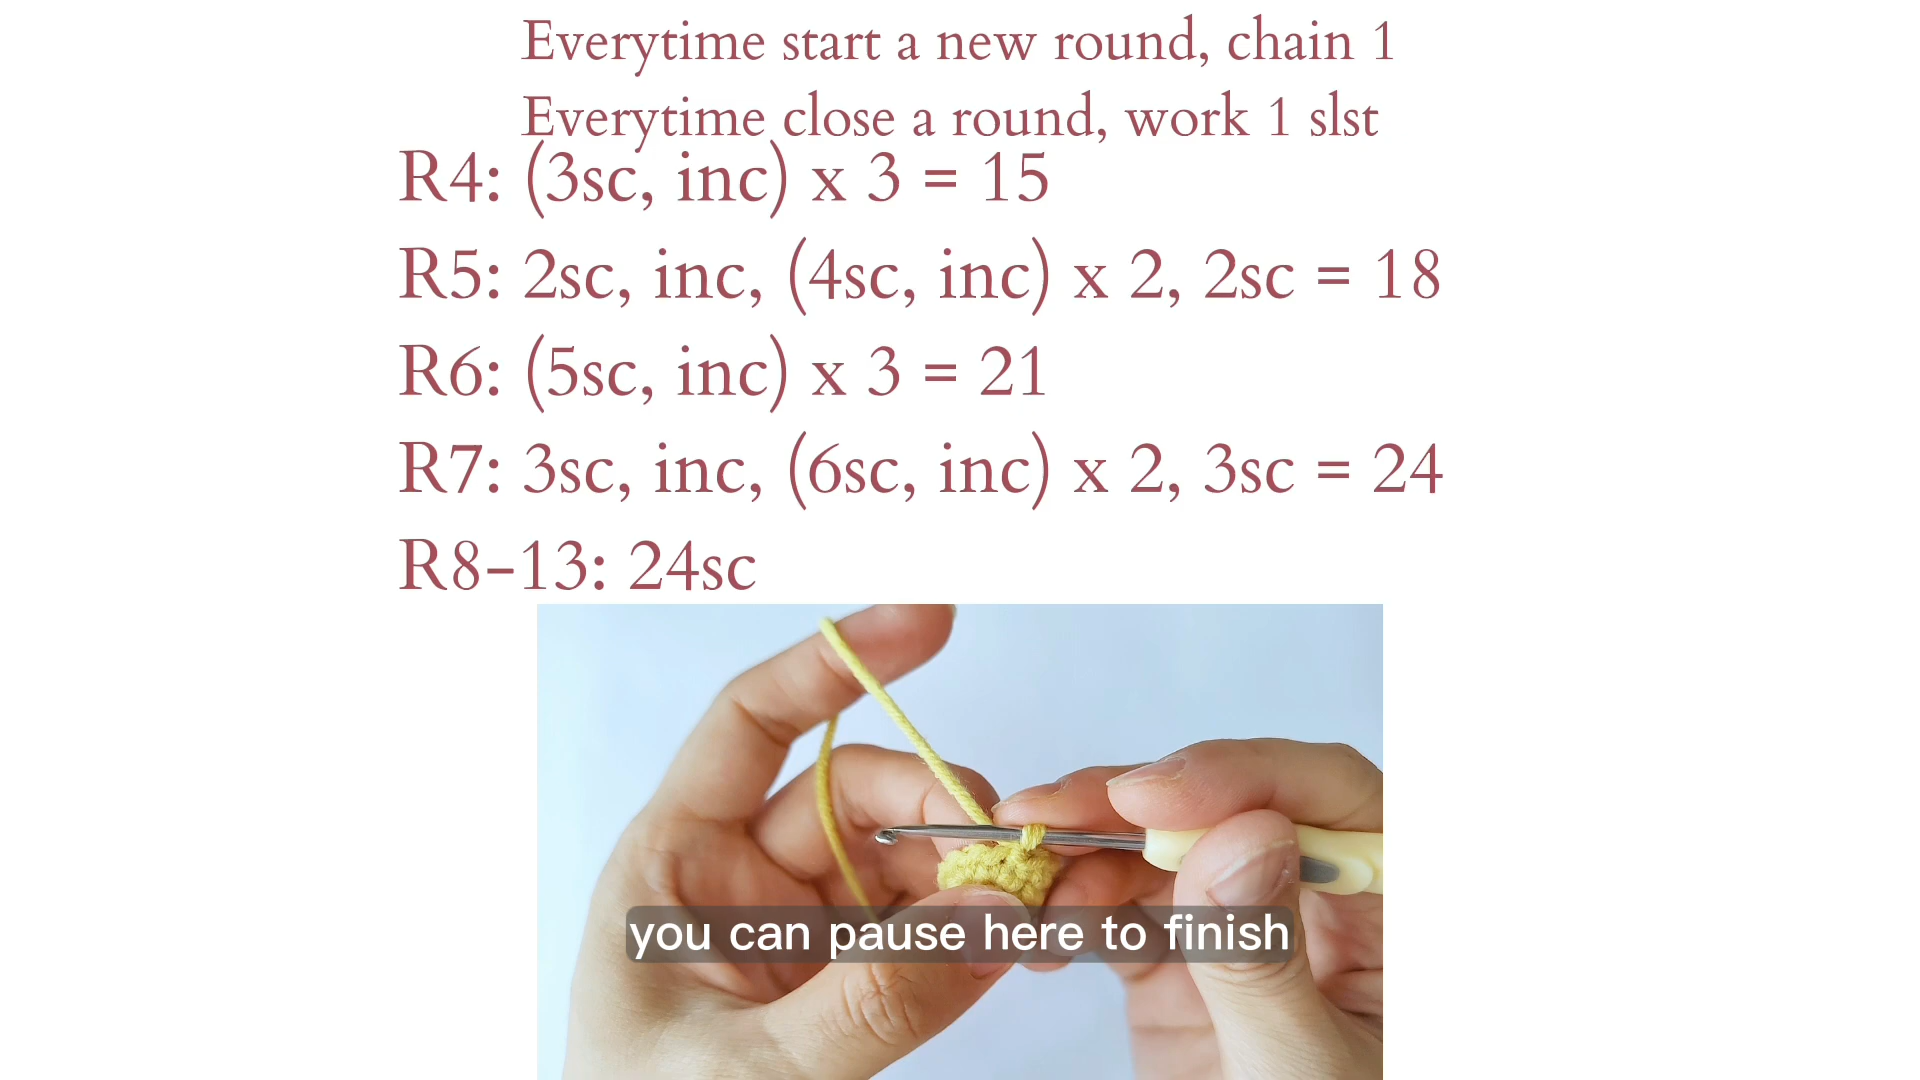 Everytime start a new round, chain 1
Everytime close a round, work 1 slst
R4: (3sc, inc) x 3 = 15
R5: 2sc, inc, (4sc, inc) x 2, 2sc = 18
R6: (5sc, inc) x 3 = 21
R7: 3sc, inc, (6sc, inc) x 2, 3sc = 24
R8-13: 24sc
you can pause here to finish